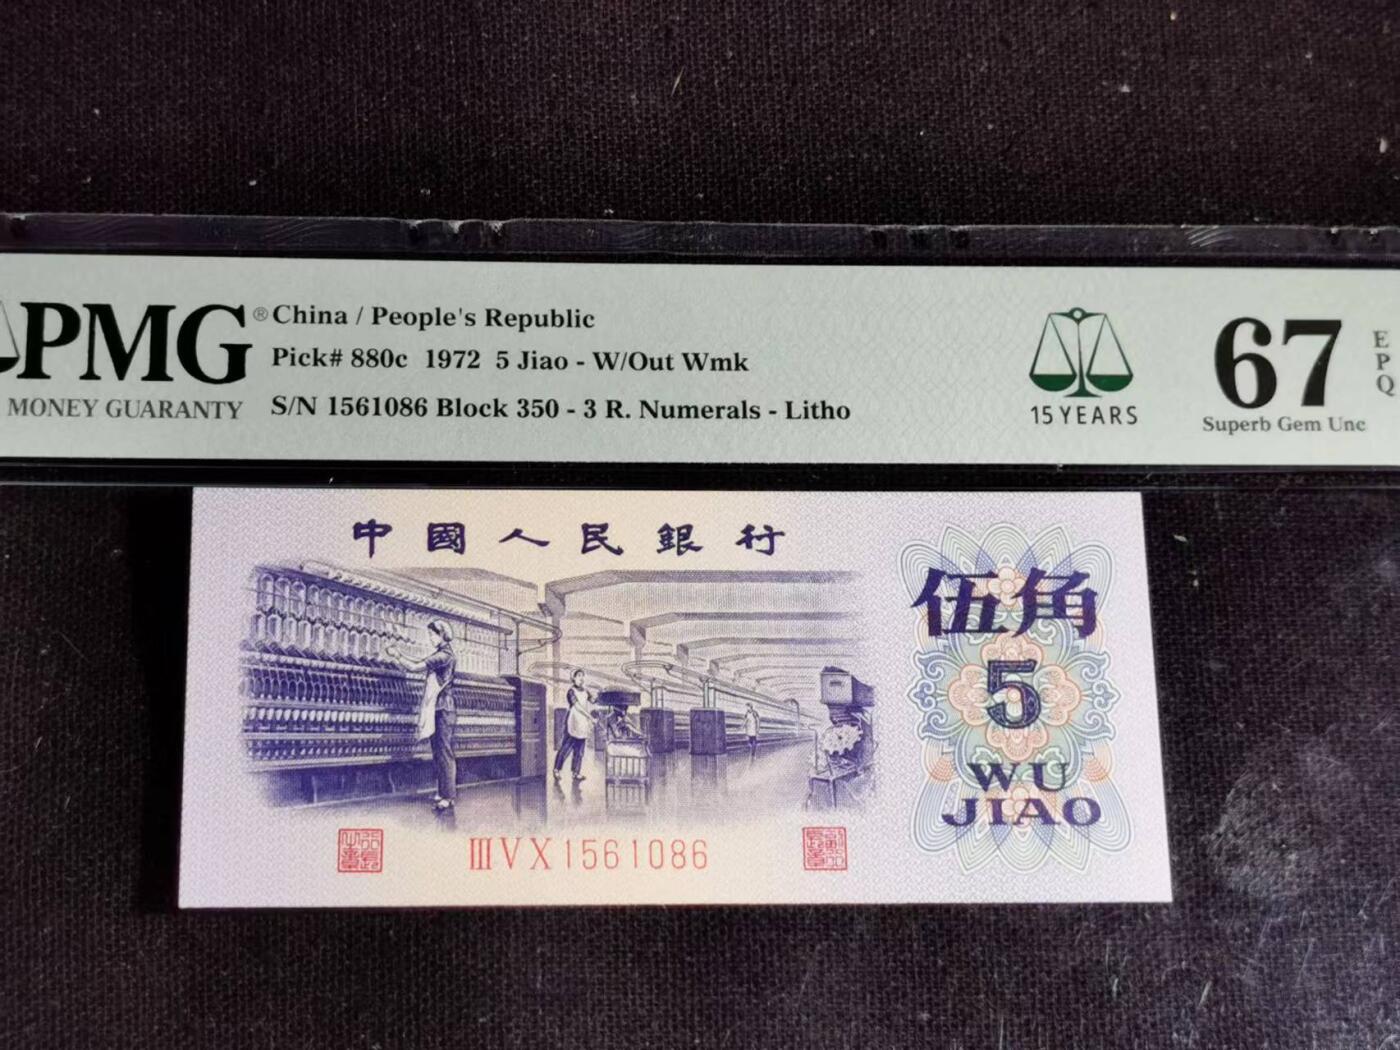 PMG®
MONEY GUARANTY
China / People's Republic
Pick# 880c 1972 5 Jiao - W/Out Wmk
S/N 1561086 Block 350 - 3 R. Numerals - Litho
15 YEARS
67
EPQ
Superb Gem Unc
中國人民銀行
伍角
5
WU
JIAO
ⅢⅤⅩ1561086